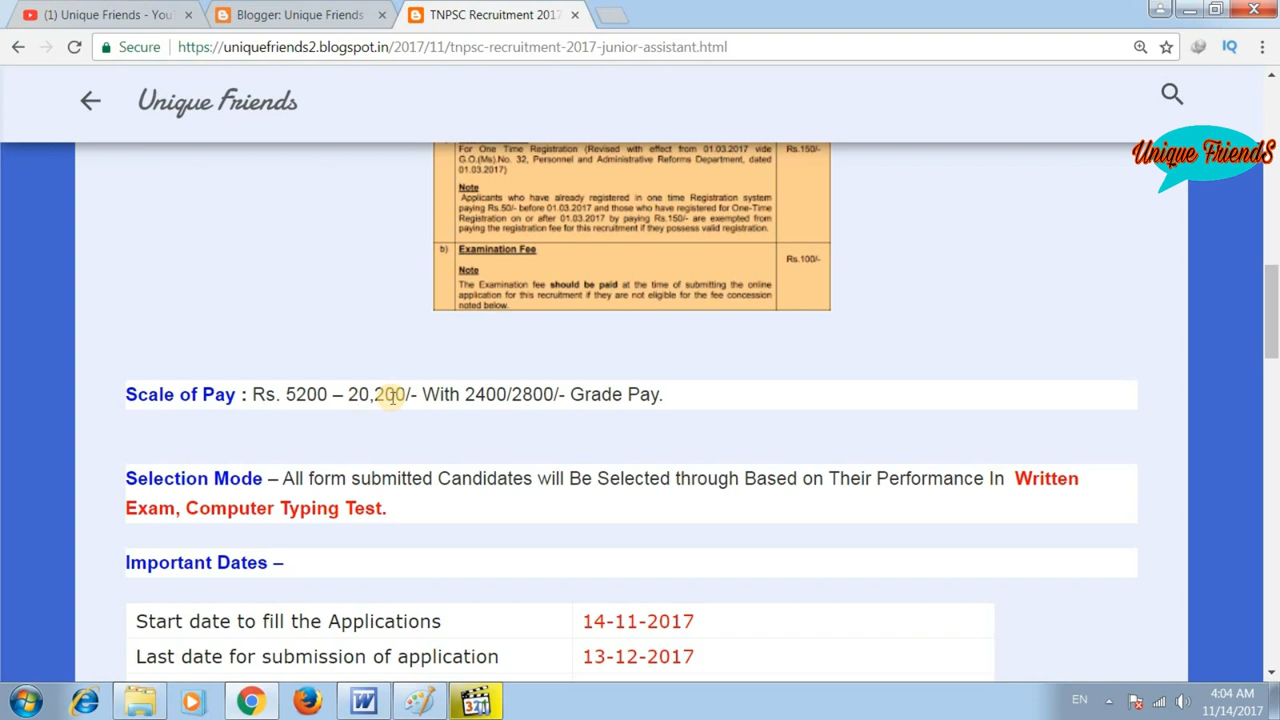 (1) Unique Friends - You
Blogger: Unique Friends
TNPSC Recruitment 2017
Secure
https://uniquefriends2.blogspot.in/2017/11/tnpsc-recruitment-2017-junior-assistant.html
IQ
Unique Friends
Unique FriendS
For One Time Registration (Revised with effect from 01.03.2017 vide
G.O.(Ms).No. 32, Personnel and Administrative Reforms Department, dated
01.03.2017)
Rs.150/-
Note
Applicants who have already registered in one time Registration system
paying Rs.50/- before 01.03.2017 and those who have registered for One-Time
Registration on or after 01.03.2017 by paying Rs.150/- are exempted from
paying the registration fee for this recruitment if they possess valid registration.
b) Examination Fee
Rs.100/-
Note
The Examination fee should be paid at the time of submitting the online
application for this recruitment if they are not eligible for the fee concession
noted below.
Scale of Pay : Rs. 5200 – 20,200/- With 2400/2800/- Grade Pay.
Selection Mode – All form submitted Candidates will Be Selected through Based on Their Performance In Written
Exam, Computer Typing Test.
Important Dates –
Start date to fill the Applications 14-11-2017
Last date for submission of application 13-12-2017
321
EN
4:04 AM
11/14/2017